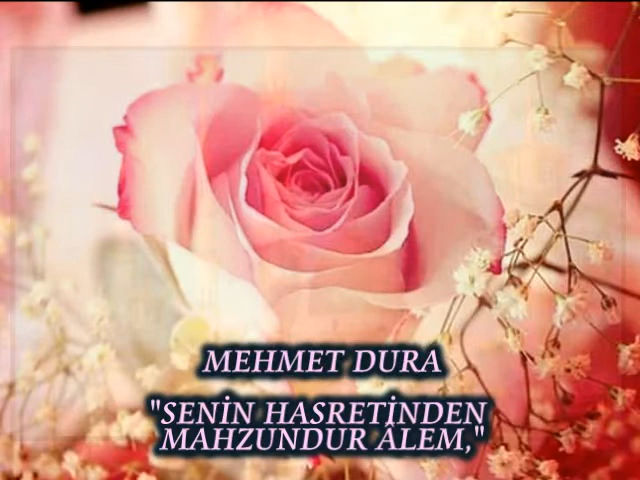 MEHMET DURA
"SENİN HASRETİNDEN
MAHZUNDUR ÂLEM,"